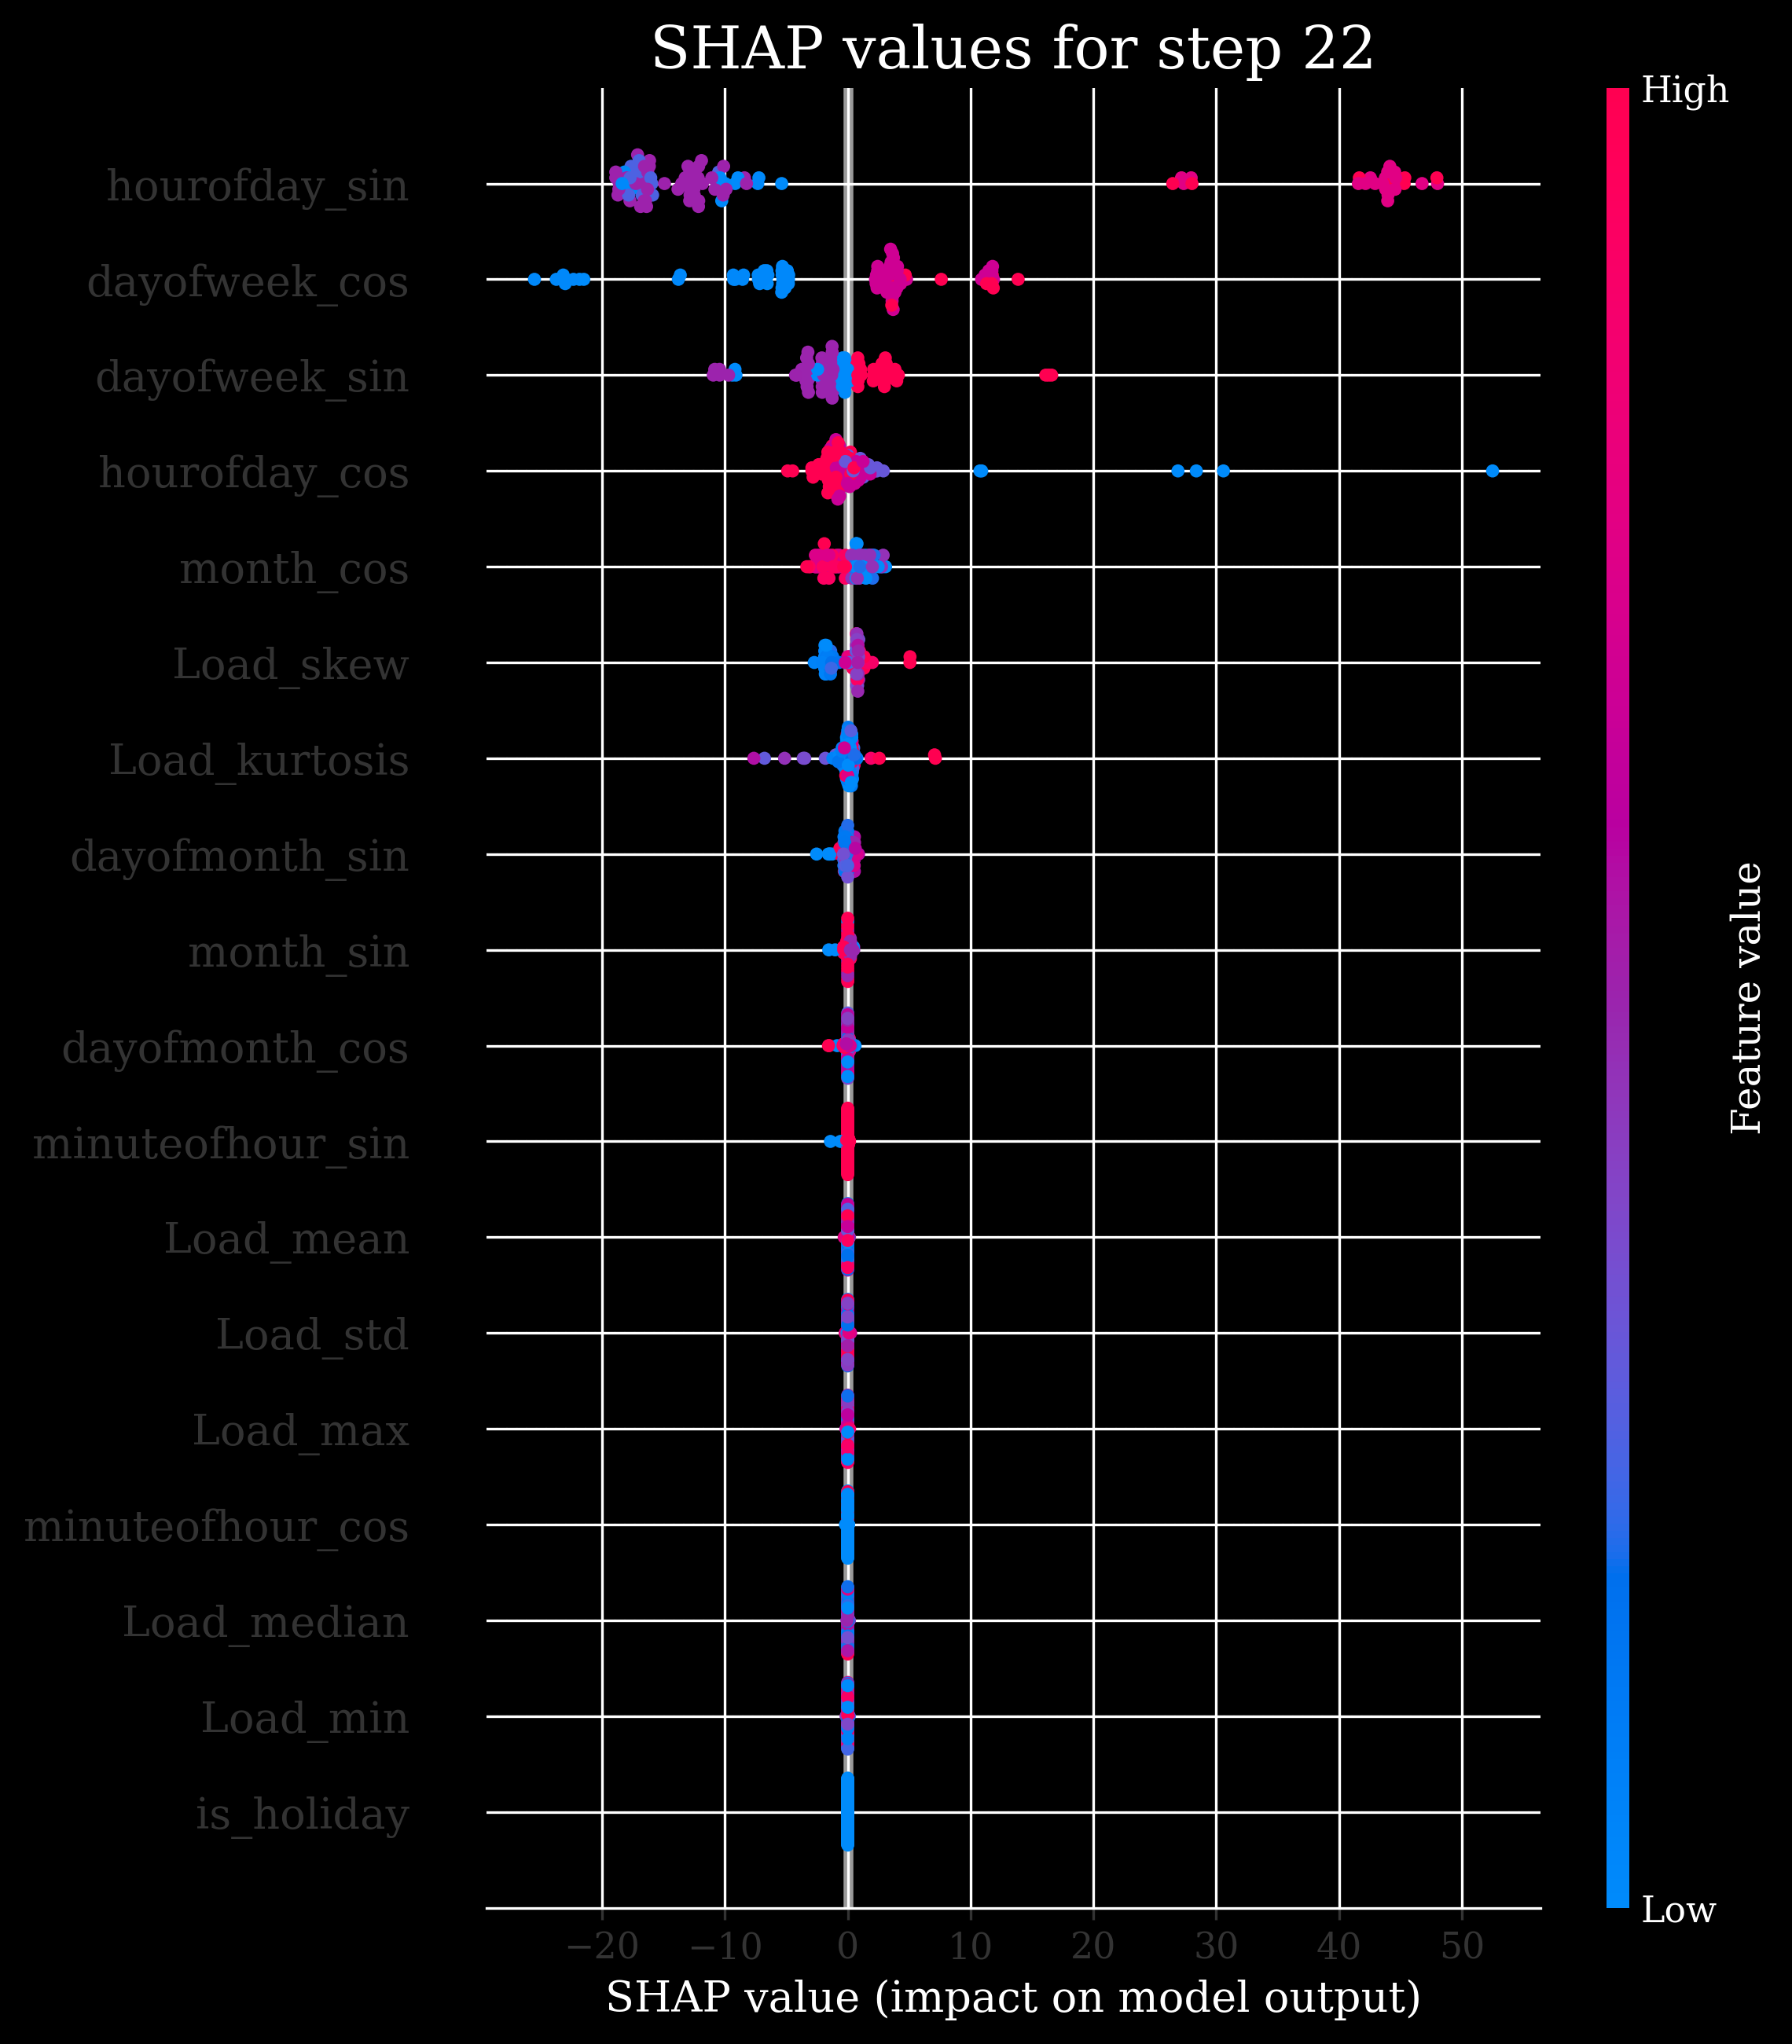 SHAP values for step 22
High
hourofday_sin
dayofweek_cos
dayofweek_sin
hourofday_cos
month_cos
Load_skew
Load_kurtosis
dayofmonth_sin
month_sin
dayofmonth_cos
minuteofhour_sin
Load_mean
Load_std
Load_max
minuteofhour_cos
Load_median
Load_min
is_holiday
Feature value
Low
−20 −10 0 10 20 30 40 50
SHAP value (impact on model output)